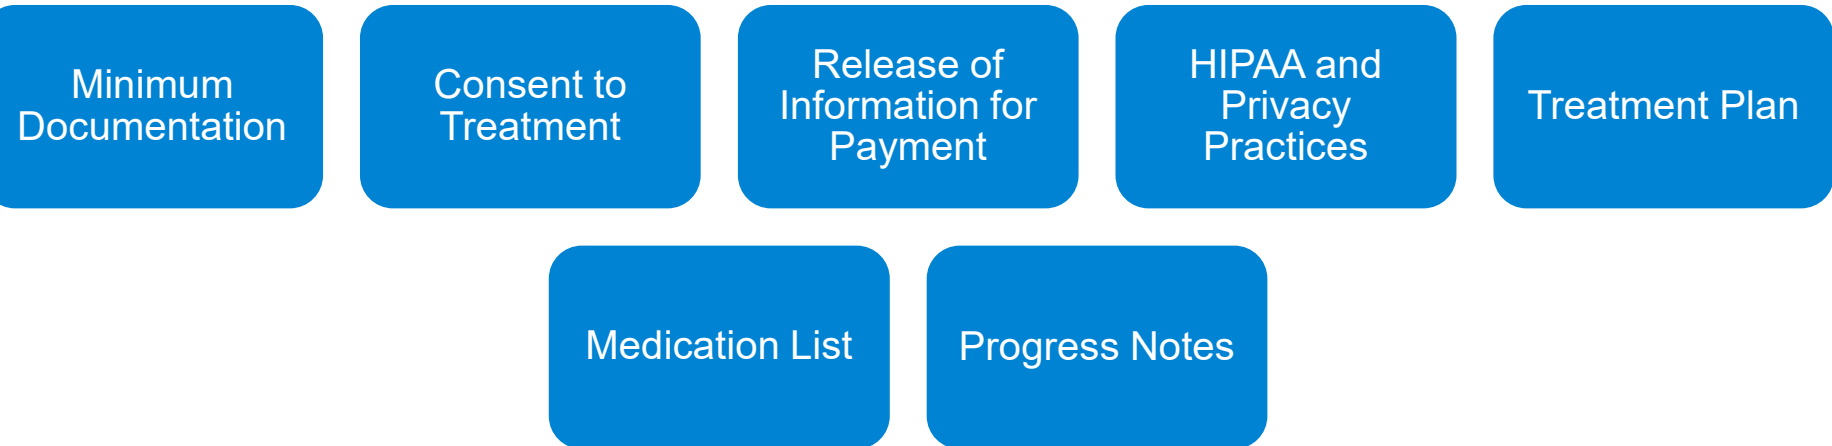 Minimum
Documentation
Consent to
Treatment
Release of
Information for
Payment
HIPAA and
Privacy
Practices
Treatment Plan
Medication List
Progress Notes